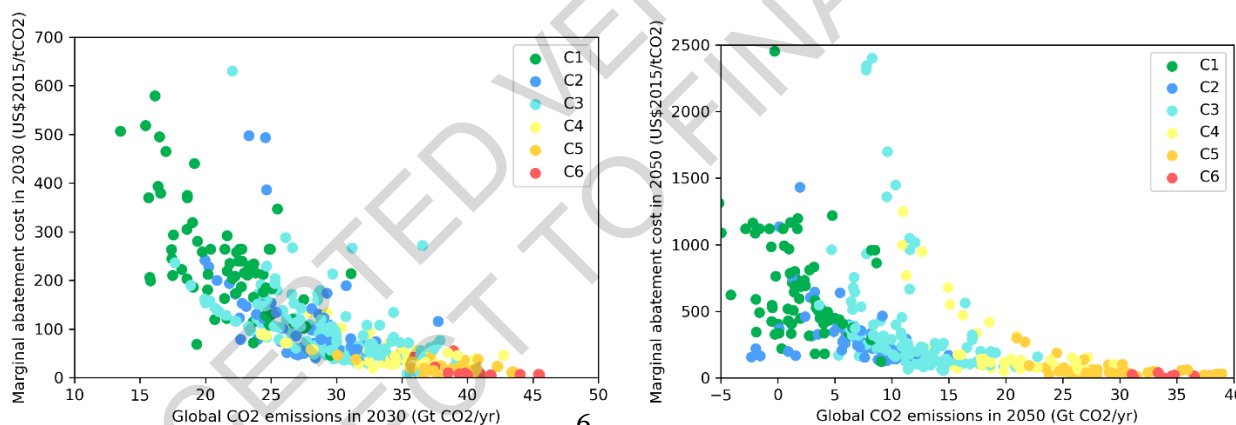 Marginal abatement cost in 2030 (US$2015/tCO2)
700
600
500
400
300
200
100
0
10
15
20
25
30
35
40
45
50
Global CO2 emissions in 2030 (Gt CO2/yr)
C1
C2
C3
C4
C5
C6
6
Marginal abatement cost in 2050 (US$2015/tCO2)
2500
2000
1500
1000
500
0
−5
0
5
10
15
20
25
30
35
40
Global CO2 emissions in 2050 (Gt CO2/yr)
C1
C2
C3
C4
C5
C6
CT TO FINA